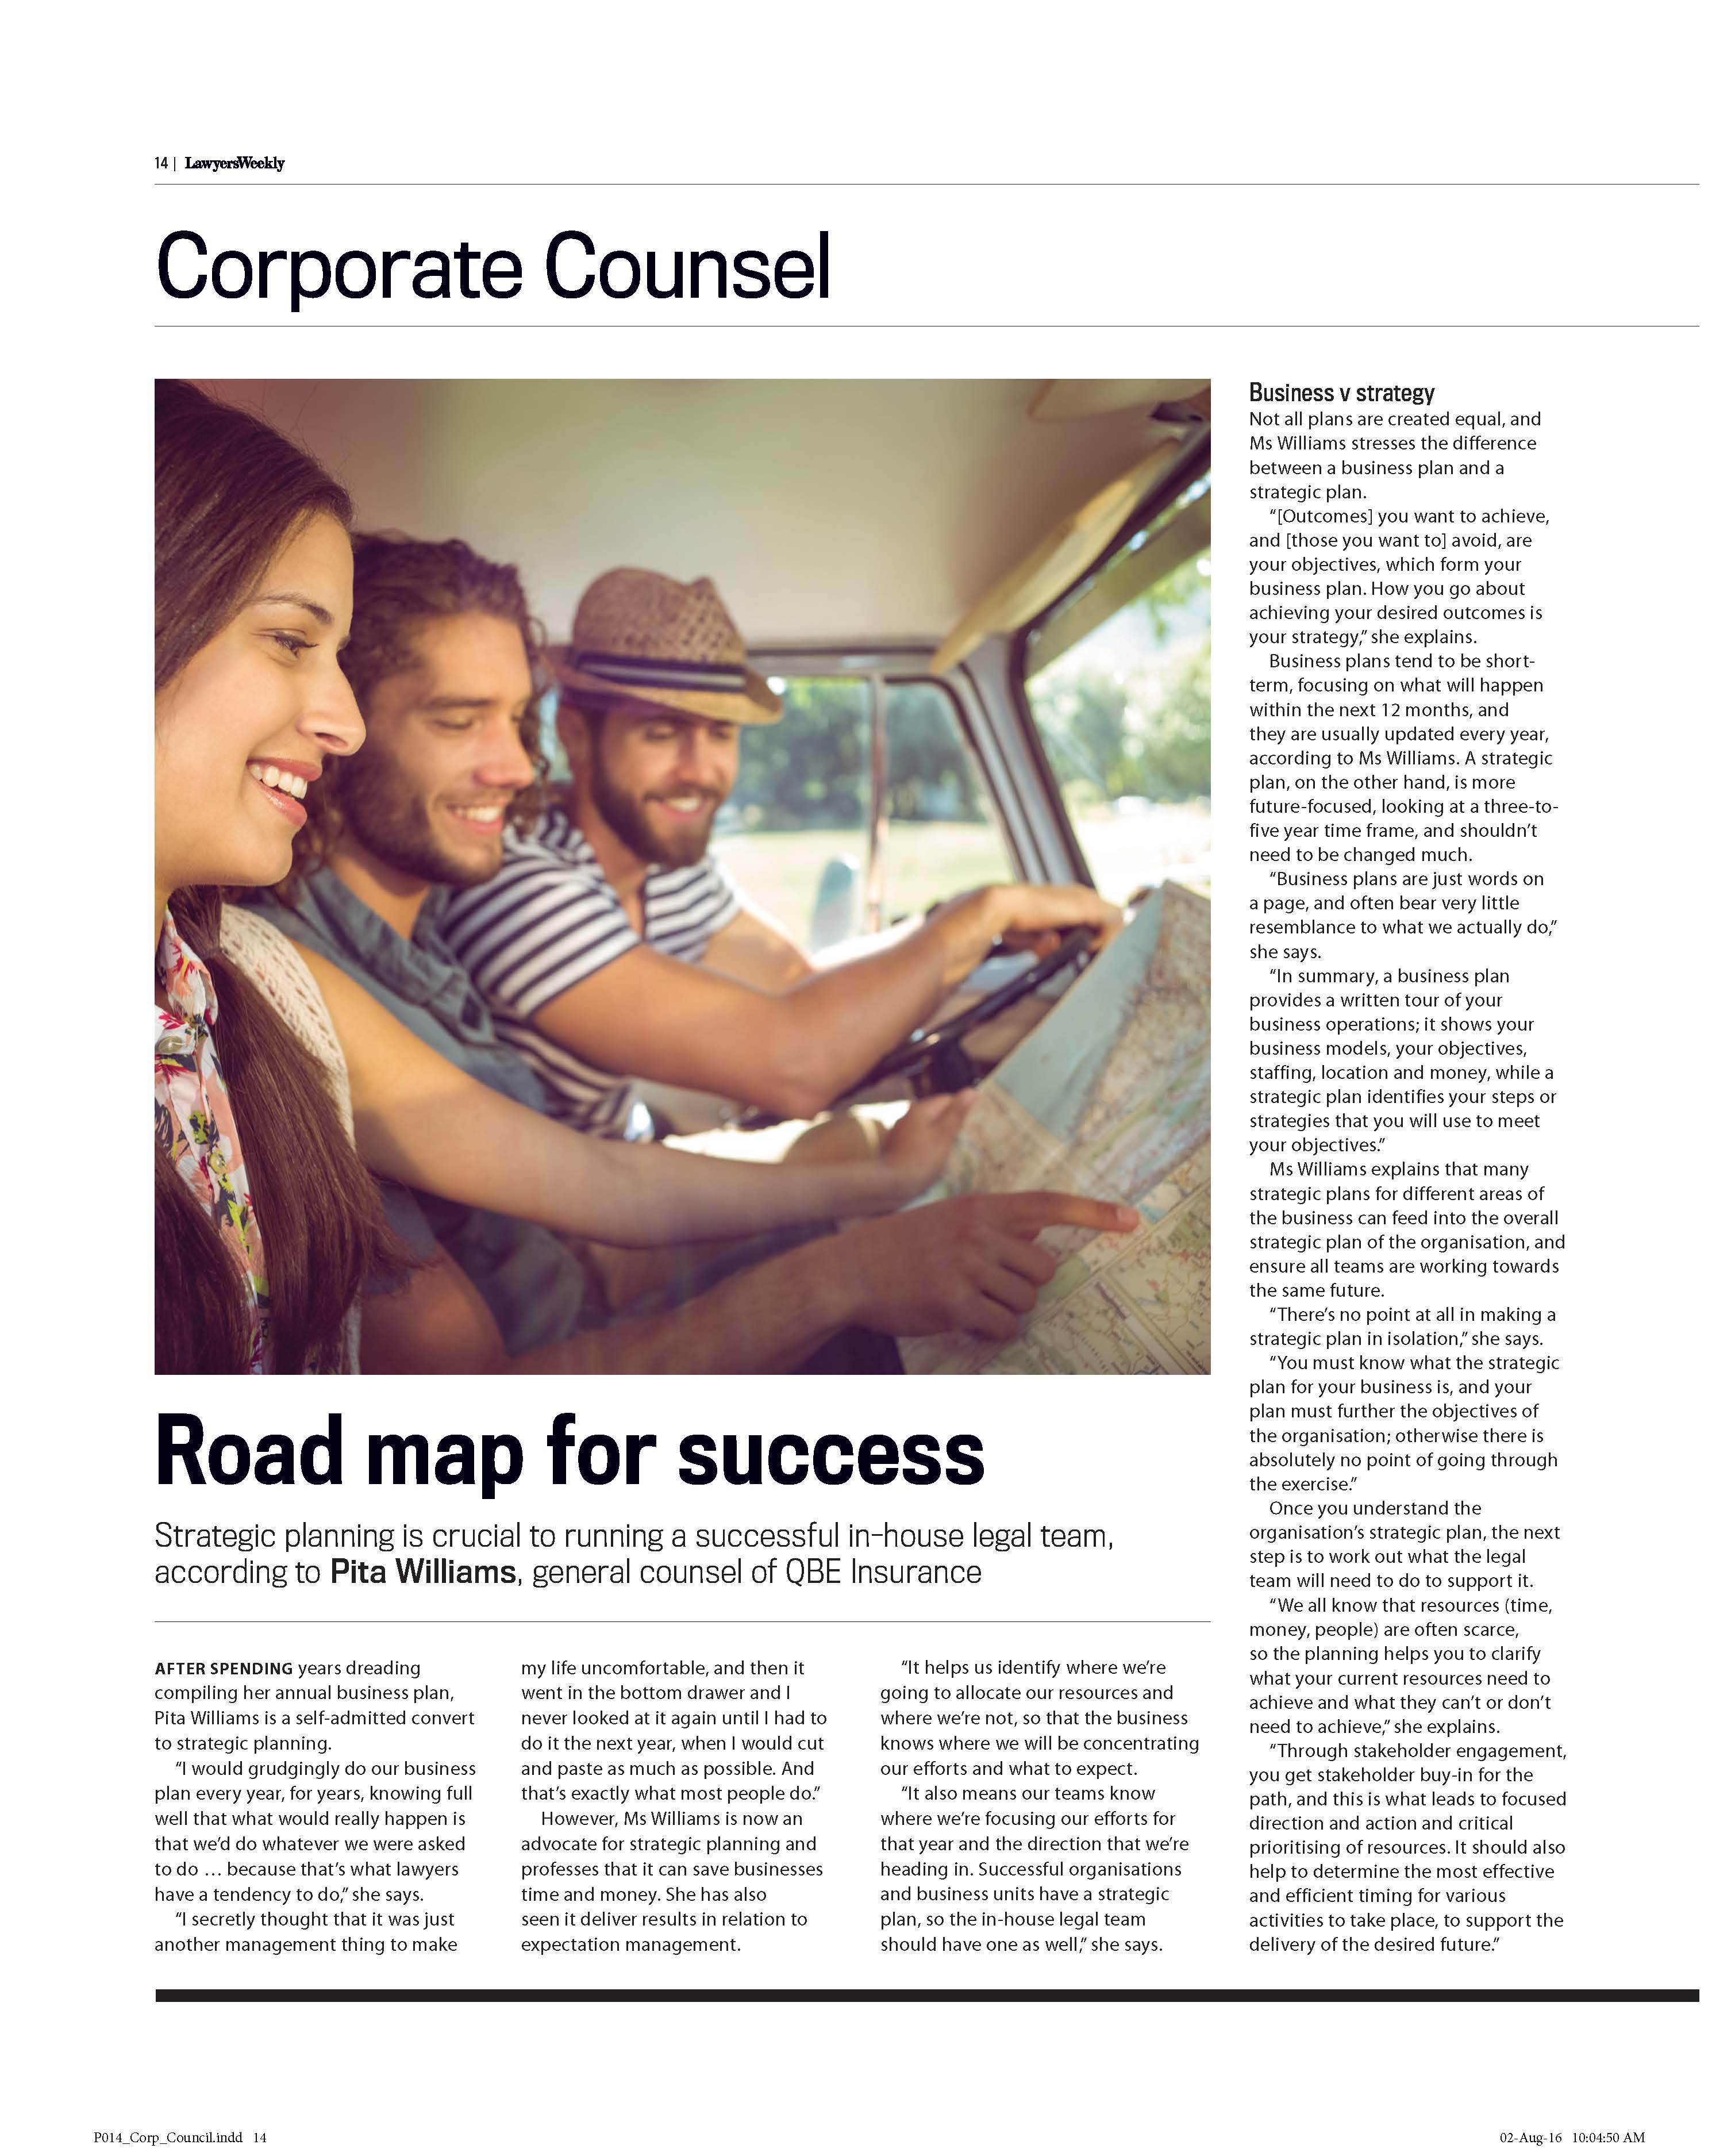 14 | LawyersWeekly
Corporate Counsel
Road map for success
Strategic planning is crucial to running a successful in-house legal team,
according to Pita Williams, general counsel of QBE Insurance
AFTER SPENDING years dreading
compiling her annual business plan,
Pita Williams is a self-admitted convert
to strategic planning.
“I would grudgingly do our business
plan every year, for years, knowing full
well that what would really happen is
that we’d do whatever we were asked
to do … because that’s what lawyers
have a tendency to do,” she says.
“I secretly thought that it was just
another management thing to make
my life uncomfortable, and then it
went in the bottom drawer and I
never looked at it again until I had to
do it the next year, when I would cut
and paste as much as possible. And
that’s exactly what most people do.”
However, Ms Williams is now an
advocate for strategic planning and
professes that it can save businesses
time and money. She has also
seen it deliver results in relation to
expectation management.
“It helps us identify where we’re
going to allocate our resources and
where we’re not, so that the business
knows where we will be concentrating
our efforts and what to expect.
“It also means our teams know
where we’re focusing our efforts for
that year and the direction that we’re
heading in. Successful organisations
and business units have a strategic
plan, so the in-house legal team
should have one as well,” she says.
Business v strategy
Not all plans are created equal, and
Ms Williams stresses the difference
between a business plan and a
strategic plan.
“[Outcomes] you want to achieve,
and [those you want to] avoid, are
your objectives, which form your
business plan. How you go about
achieving your desired outcomes is
your strategy,” she explains.
Business plans tend to be short-
term, focusing on what will happen
within the next 12 months, and
they are usually updated every year,
according to Ms Williams. A strategic
plan, on the other hand, is more
future-focused, looking at a three-to-
five year time frame, and shouldn’t
need to be changed much.
“Business plans are just words on
a page, and often bear very little
resemblance to what we actually do,”
she says.
“In summary, a business plan
provides a written tour of your
business operations; it shows your
business models, your objectives,
staffing, location and money, while a
strategic plan identifies your steps or
strategies that you will use to meet
your objectives.”
Ms Williams explains that many
strategic plans for different areas of
the business can feed into the overall
strategic plan of the organisation, and
ensure all teams are working towards
the same future.
“There’s no point at all in making a
strategic plan in isolation,” she says.
“You must know what the strategic
plan for your business is, and your
plan must further the objectives of
the organisation; otherwise there is
absolutely no point of going through
the exercise.”
Once you understand the
organisation’s strategic plan, the next
step is to work out what the legal
team will need to do to support it.
“We all know that resources (time,
money, people) are often scarce,
so the planning helps you to clarify
what your current resources need to
achieve and what they can’t or don’t
need to achieve,” she explains.
“Through stakeholder engagement,
you get stakeholder buy-in for the
path, and this is what leads to focused
direction and action and critical
prioritising of resources. It should also
help to determine the most effective
and efficient timing for various
activities to take place, to support the
delivery of the desired future.”
P014_Corp_Council.indd 14
02-Aug-16 10:04:50 AM